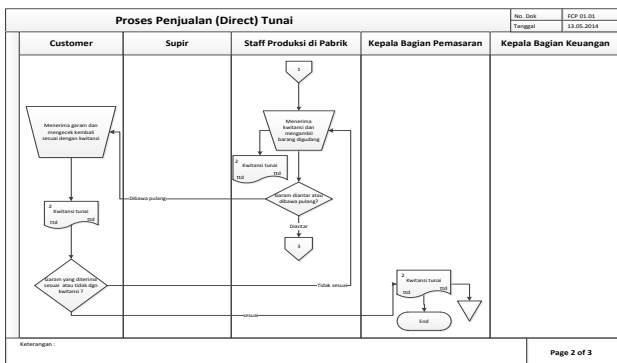 Proses Penjualan (Direct) Tunai
No. Dok
FCP 01.01
Tanggal
13.05.2014
Customer
Supir
Staff Produksi di Pabrik
Kepala Bagian Pemasaran
Kepala Bagian Keuangan
1
Menerima
kwitansi dan
mengambil
barang digudang
2
Kwitansi tunai
ttd
ttd
Garam diantar atau
dibawa pulang?
Dibawa pulang
Diantar
3
Menerima garam dan
mengecek kembali
sesuai dengan kwitansi
2
Kwitansi tunai
ttd
ttd
Garam yang diterima
sesuai atau tidak dgn
kwitansi ?
Tidak sesuai
sesuai
2
Kwitansi tunai
ttd
ttd
End
Keterangan :
Page 2 of 3